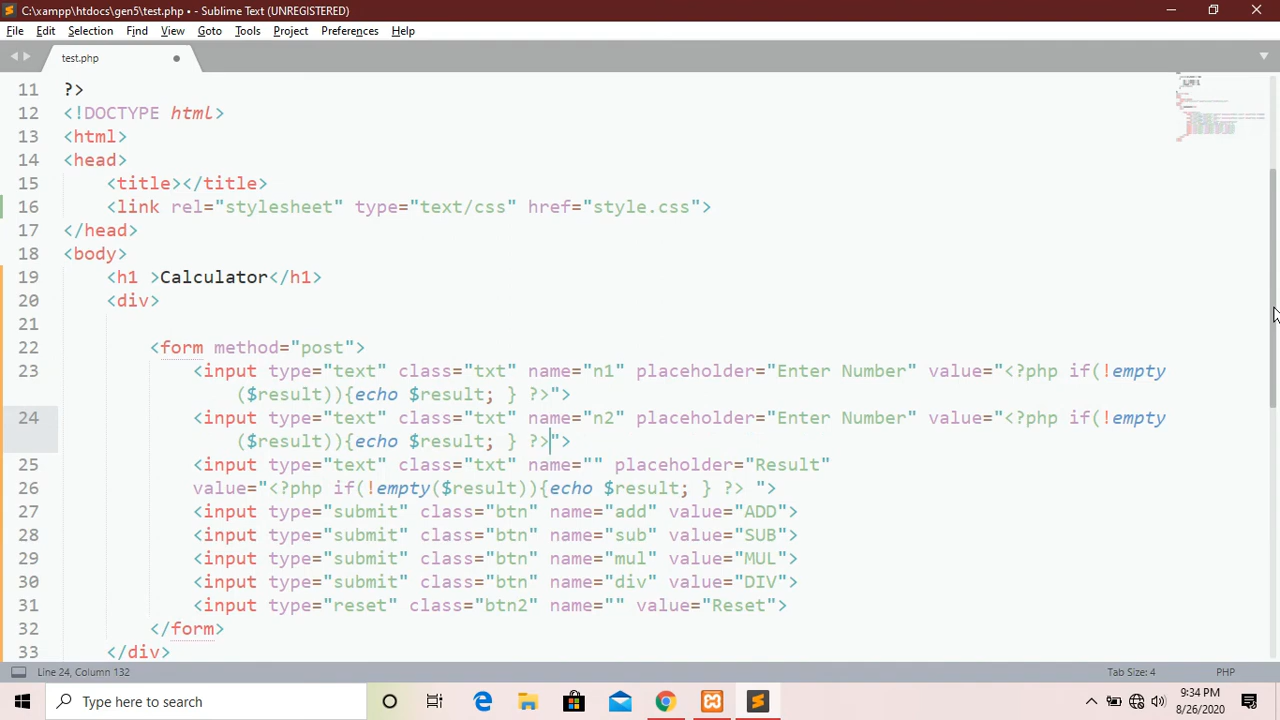 C:\xampp\htdocs\gen5\test.php • - Sublime Text (UNREGISTERED)
File Edit Selection Find View Goto Tools Project Preferences Help
test.php
11 ?>
12 <!DOCTYPE html>
13 <html>
14 <head>
15 <title></title>
16 <link rel="stylesheet" type="text/css" href="style.css">
17 </head>
18 <body>
19 <h1 >Calculator</h1>
20 <div>
21
22 <form method="post">
23 <input type="text" class="txt" name="n1" placeholder="Enter Number" value="<?php if(!empty
($result)){echo $result; } ?>">
24 <input type="text" class="txt" name="n2" placeholder="Enter Number" value="<?php if(!empty
($result)){echo $result; } ?>">
25 <input type="text" class="txt" name="" placeholder="Result"
26 value="<?php if(!empty($result)){echo $result; } ?> ">
27 <input type="submit" class="btn" name="add" value="ADD">
28 <input type="submit" class="btn" name="sub" value="SUB">
29 <input type="submit" class="btn" name="mul" value="MUL">
30 <input type="submit" class="btn" name="div" value="DIV">
31 <input type="reset" class="btn2" name="" value="Reset">
32 </form>
33 </div>
Line 24, Column 132 Tab Size: 4 PHP
Type here to search 9:34 PM
8/26/2020